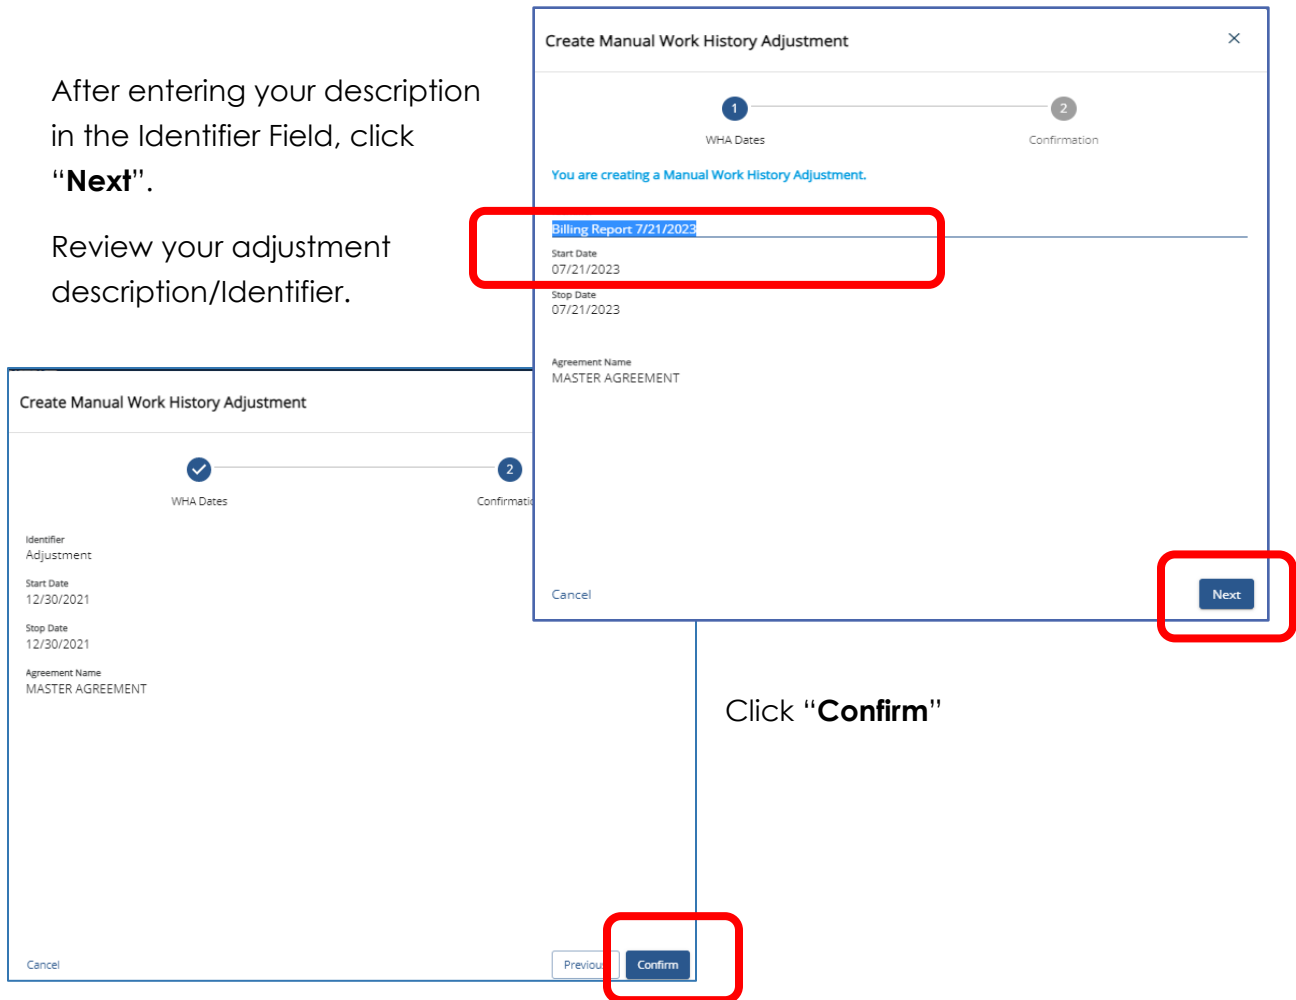 After entering your description
in the Identifier Field, click
“Next”.
Review your adjustment
description/Identifier.
Create Manual Work History Adjustment
1
2
WHA Dates
Confirmation
You are creating a Manual Work History Adjustment.
Billing Report 7/21/2023
Start Date
07/21/2023
Stop Date
07/21/2023
Agreement Name
MASTER AGREEMENT
Cancel
Next
Create Manual Work History Adjustment
2
WHA Dates
Confirmatio
Identifier
Adjustment
Start Date
12/30/2021
Stop Date
12/30/2021
Agreement Name
MASTER AGREEMENT
Cancel
Previou
Confirm
Click “Confirm”